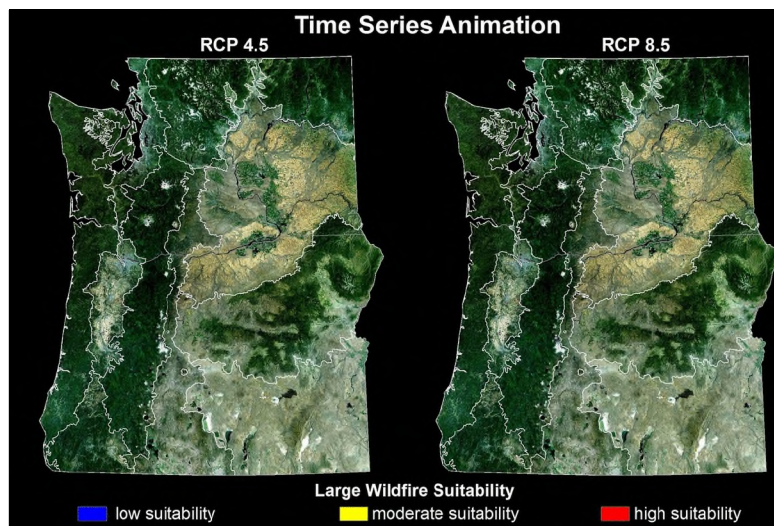 Time Series Animation
RCP 4.5
RCP 8.5
Large Wildfire Suitability
low suitability
moderate suitability
high suitability